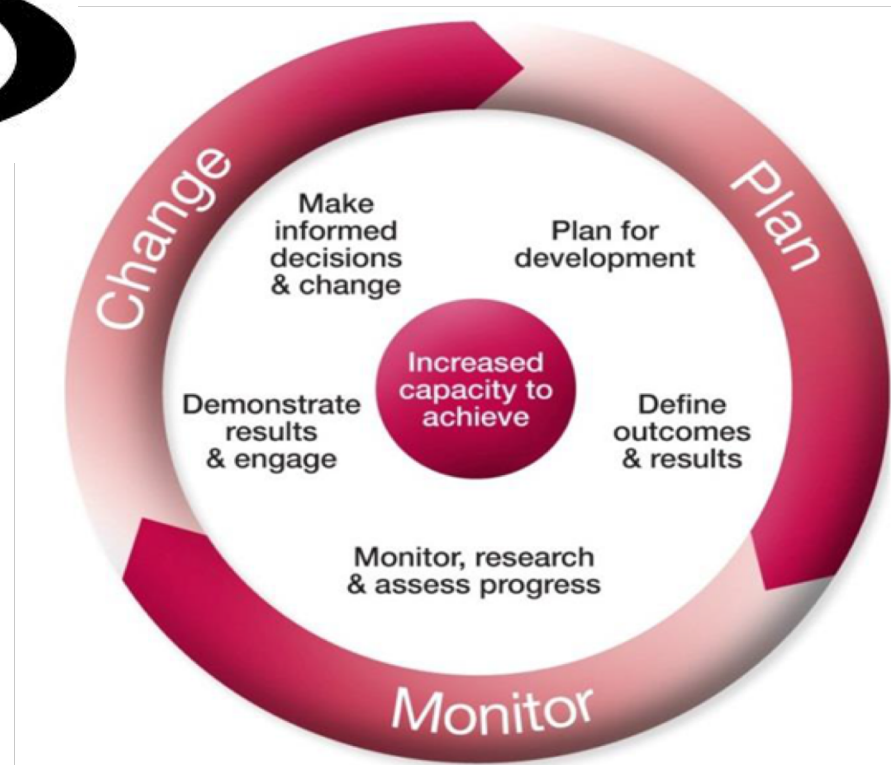 Change
Plan
Make
informed
decisions
& change
Plan for
development
Increased
capacity to
achieve
Demonstrate
results
& engage
Define
outcomes
& results
Monitor, research
& assess progress
Monitor